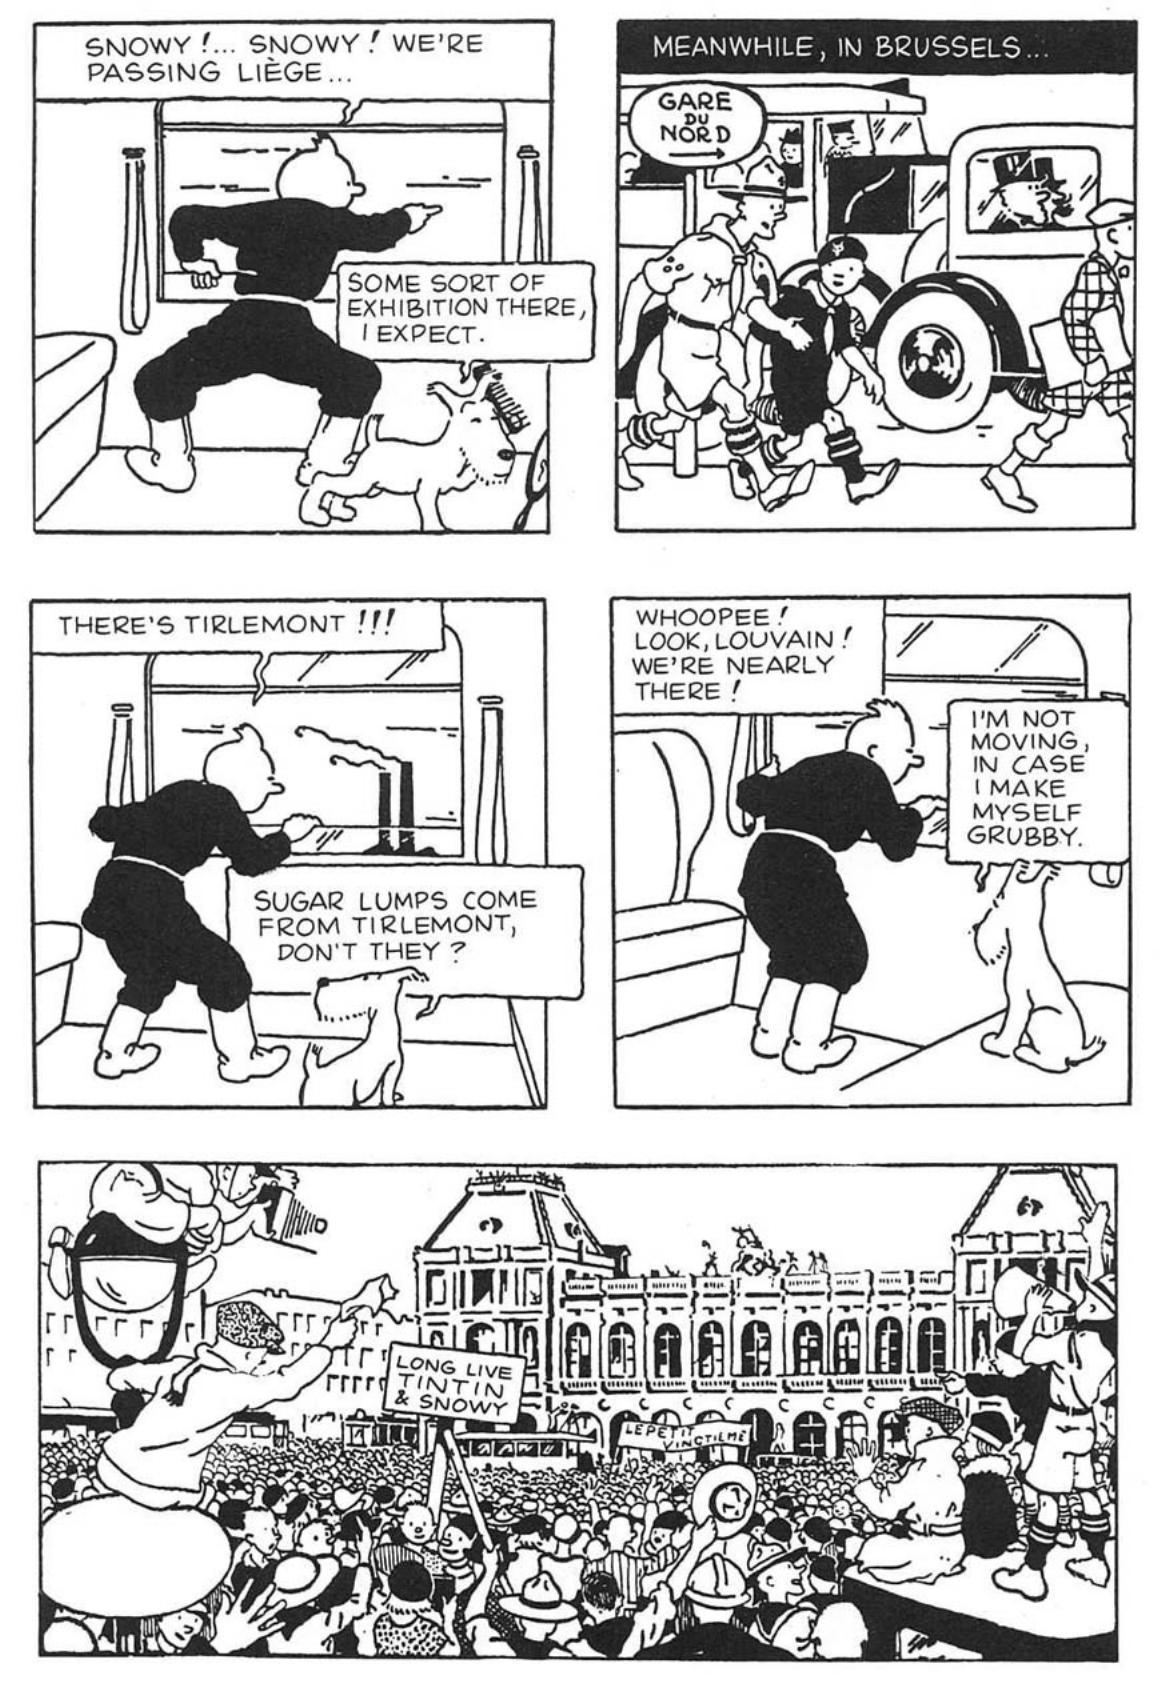 SNOWY!... SNOWY! WE'RE
PASSING LIÈGE...
SOME SORT OF
EXHIBITION THERE,
I EXPECT.
MEANWHILE, IN BRUSSELS...
GARE
DU
NORD
THERE'S TIRLEMONT!!!
SUGAR LUMPS COME
FROM TIRLEMONT,
DON'T THEY?
WHOOPEE!
LOOK, LOUVAIN!
WE'RE NEARLY
THERE!
I'M NOT
MOVING,
IN CASE
I MAKE
MYSELF
GRUBBY.
LONG LIVE
TINTIN
& SNOWY
LE PETIT
VINGTIEME